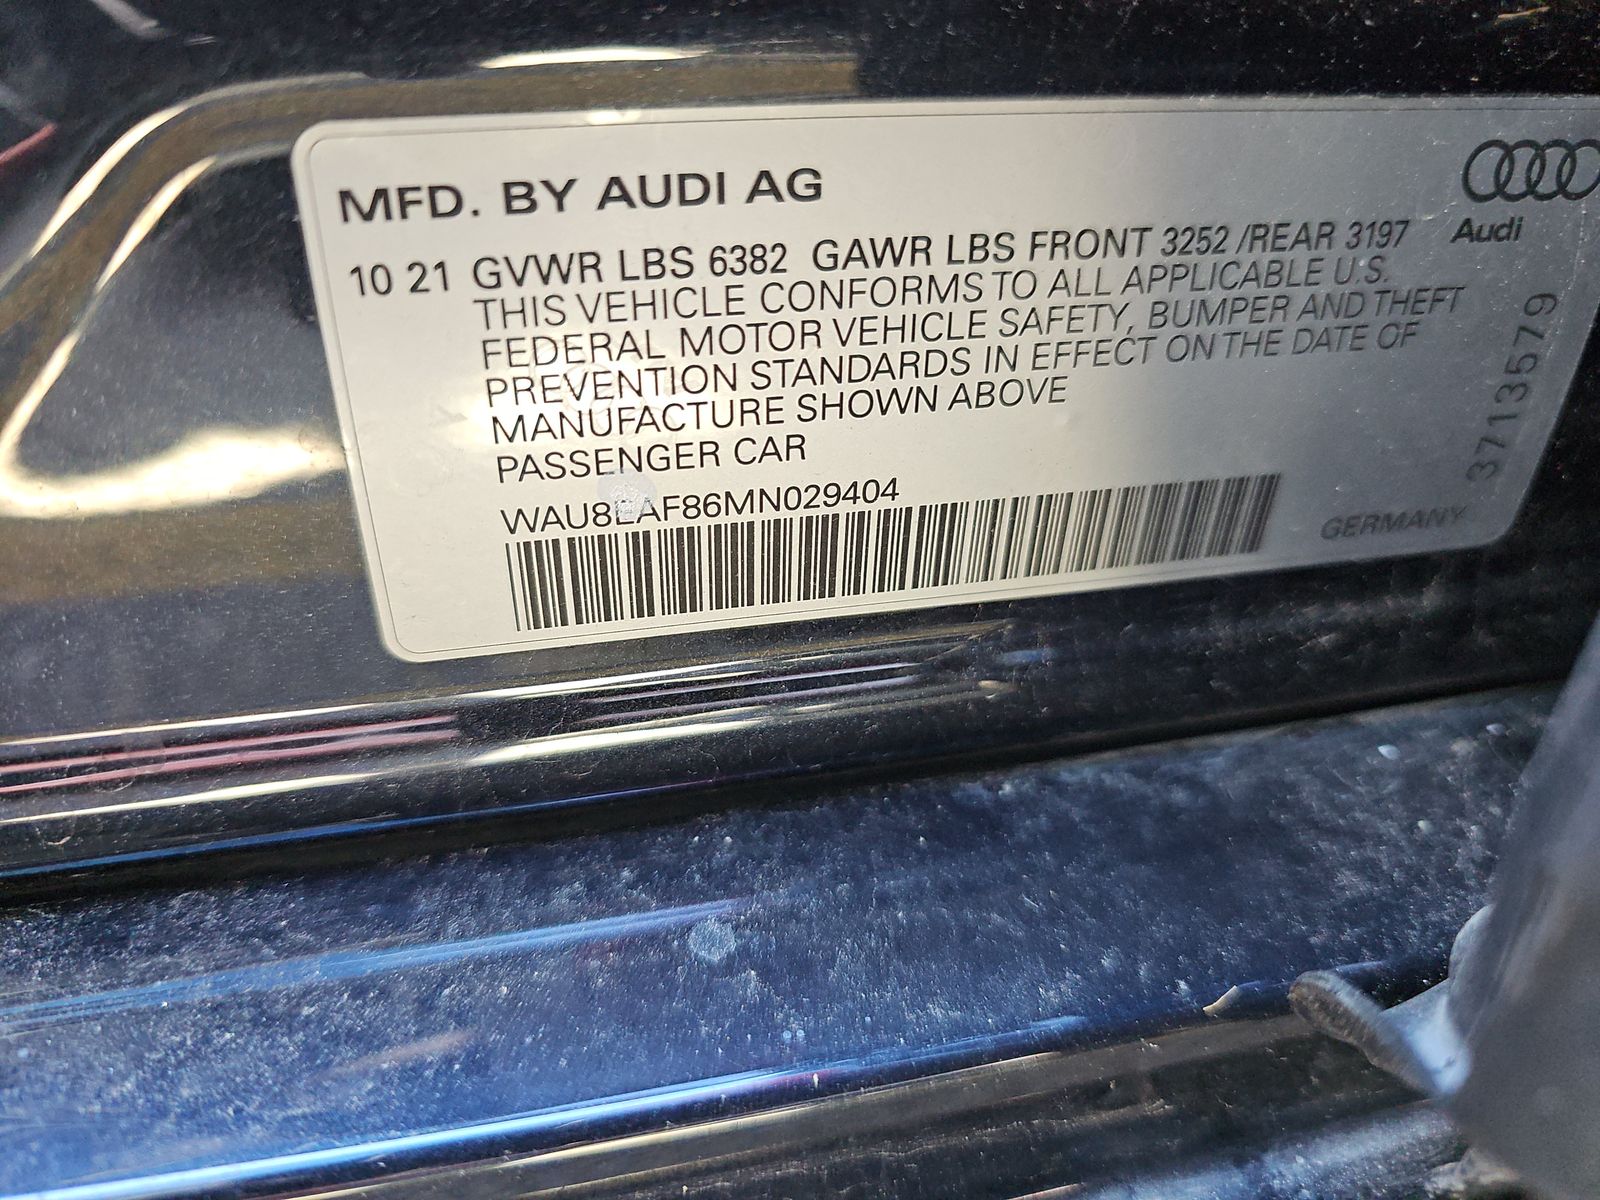 MFD. BY AUDI AG
Audi
10 21 GVWR LBS 6382 GAWR LBS FRONT 3252 /REAR 3197
THIS VEHICLE CONFORMS TO ALL APPLICABLE U.S.
FEDERAL MOTOR VEHICLE SAFETY, BUMPER AND THEFT
PREVENTION STANDARDS IN EFFECT ON THE DATE OF
MANUFACTURE SHOWN ABOVE
PASSENGER CAR
WAU8EAF86MN029404
GERMANY
3713579